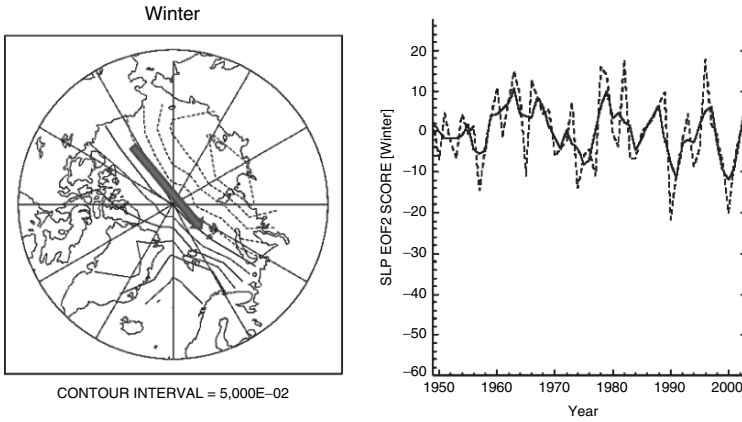 Winter
CONTOUR INTERVAL = 5,000E−02
SLP EOF2 SCORE [Winter]
20
10
0
−10
−20
−30
−40
−50
−60
1950 1960 1970 1980 1990 2000
Year